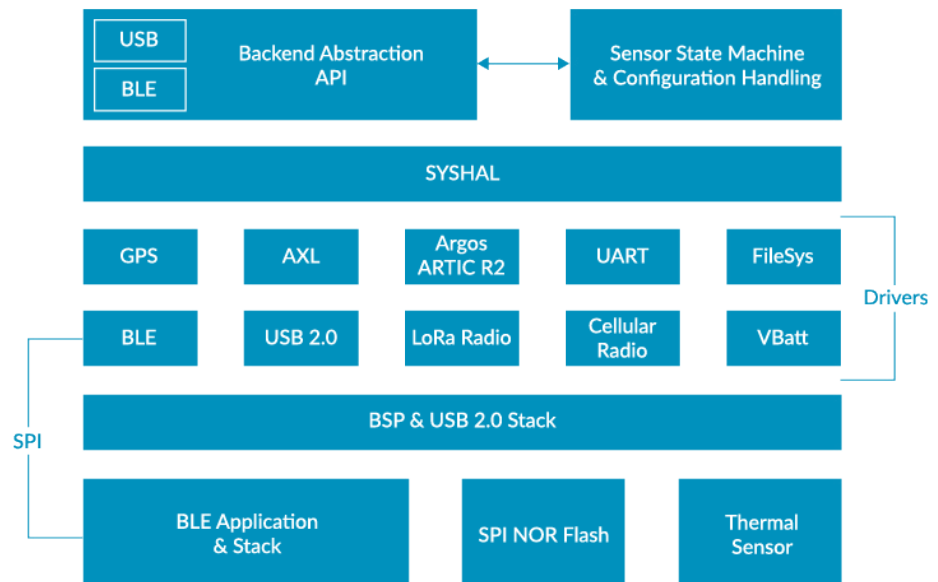 USB
BLE
Backend Abstraction
API
Sensor State Machine
& Configuration Handling
SYSHAL
GPS
AXL
Argos
ARTIC R2
UART
FileSys
Drivers
BLE
USB 2.0
LoRa Radio
Cellular
Radio
VBatt
BSP & USB 2.0 Stack
SPI
BLE Application
& Stack
SPI NOR Flash
Thermal
Sensor